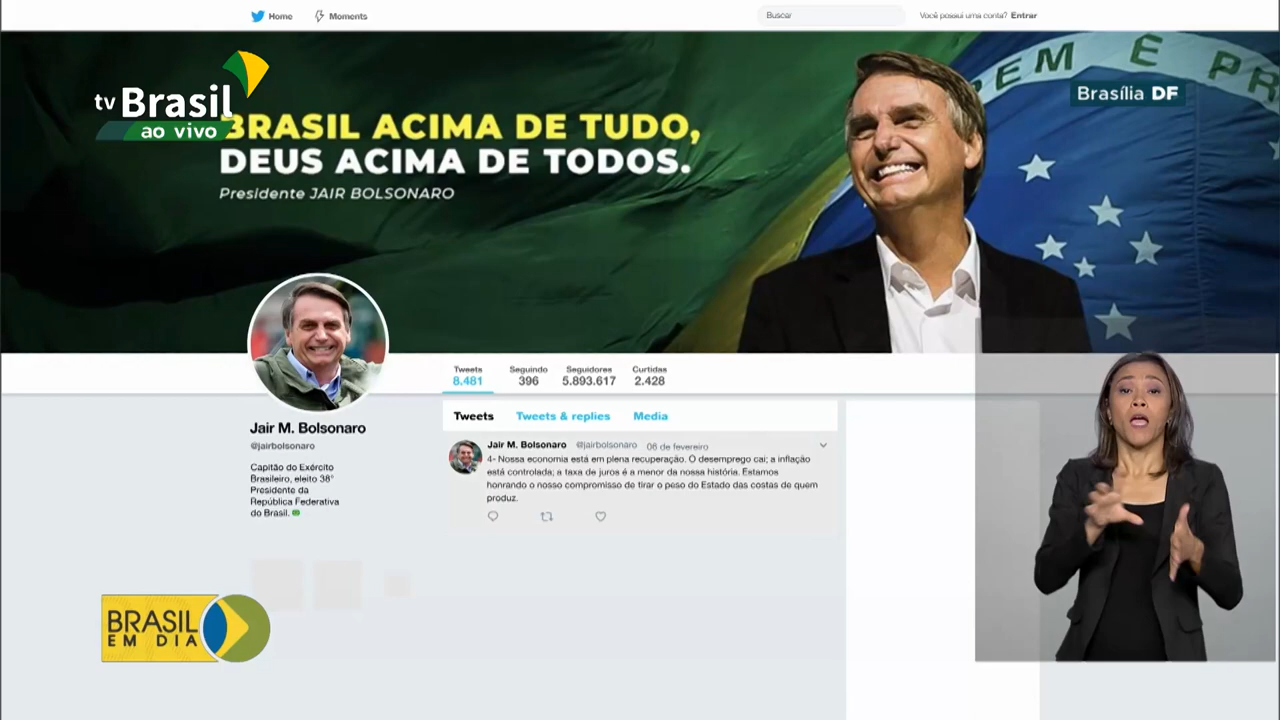 Home
Moments
Buscar
Você possui uma conta? Entrar
tv Brasil
ao vivo
PEM É PR
Brasília DF
BRASIL ACIMA DE TUDO,
DEUS ACIMA DE TODOS.
Presidente JAIR BOLSONARO
Tweets Seguindo Seguidores Curtidas
8.481 396 5.893.617 2.428
Jair M. Bolsonaro
@jairbolsonaro
Capitão do Exército
Brasileiro, eleito 38°
Presidente da
República Federativa
do Brasil.
Tweets Tweets & replies Media
Jair M. Bolsonaro @jairbolsonaro 06 de fevereiro
4- Nossa economia está em plena recuperação. O desemprego cai; a inflação
está controlada; a taxa de juros é a menor da nossa história. Estamos
honrando o nosso compromisso de tirar o peso do Estado das costas de quem
produz.
BRASIL
EM DIA